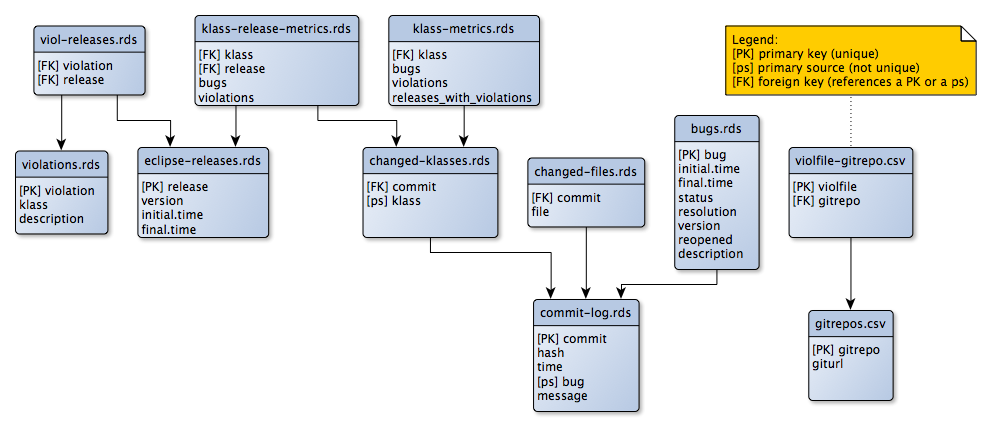 viol-releases.rds
[FK] violation
[FK] release
klass-release-metrics.rds
[FK] klass
[FK] release
bugs
violations
klass-metrics.rds
[FK] klass
bugs
violations
releases_with_violations
Legend:
[PK] primary key (unique)
[ps] primary source (not unique)
[FK] foreign key (references a PK or a ps)
violations.rds
[PK] violation
klass
description
eclipse-releases.rds
[PK] release
version
initial.time
final.time
changed-klasses.rds
[FK] commit
[ps] klass
changed-files.rds
[FK] commit
file
bugs.rds
[PK] bug
initial.time
final.time
status
resolution
version
reopened
description
violfile-gitrepo.csv
[PK] violfile
[FK] gitrepo
commit-log.rds
[PK] commit
hash
time
[ps] bug
message
gitrepos.csv
[PK] gitrepo
giturl